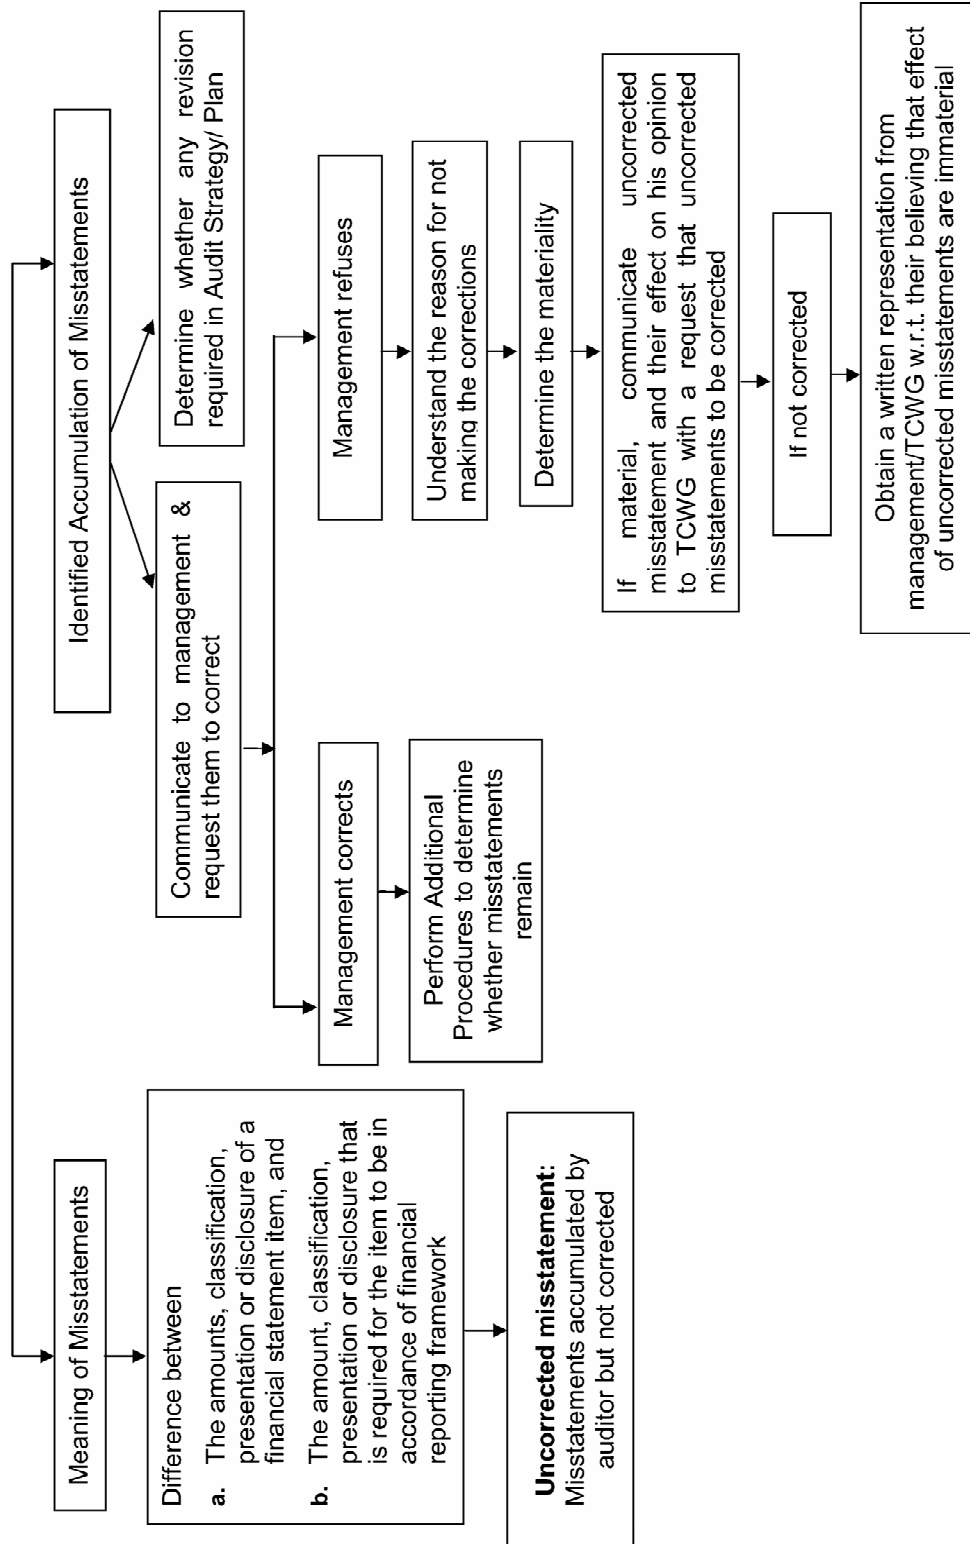 Meaning of Misstatements
Difference between
a. The amounts, classification,
presentation or disclosure of a
financial statement item, and
b. The amount, classification,
presentation or disclosure that
is required for the item to be in
accordance of financial
reporting framework
Uncorrected misstatement:
Misstatements accumulated by
auditor but not corrected
Identified Accumulation of Misstatements
Communicate to management &
request them to correct
Determine whether any revision
required in Audit Strategy/ Plan
Management corrects
Perform Additional
Procedures to determine
whether misstatements
remain
Management refuses
Understand the reason for not
making the corrections
Determine the materiality
If material, communicate uncorrected
misstatement and their effect on his opinion
to TCWG with a request that uncorrected
misstatements to be corrected
If not corrected
Obtain a written representation from
management/TCWG w.r.t. their believing that effect
of uncorrected misstatements are immaterial